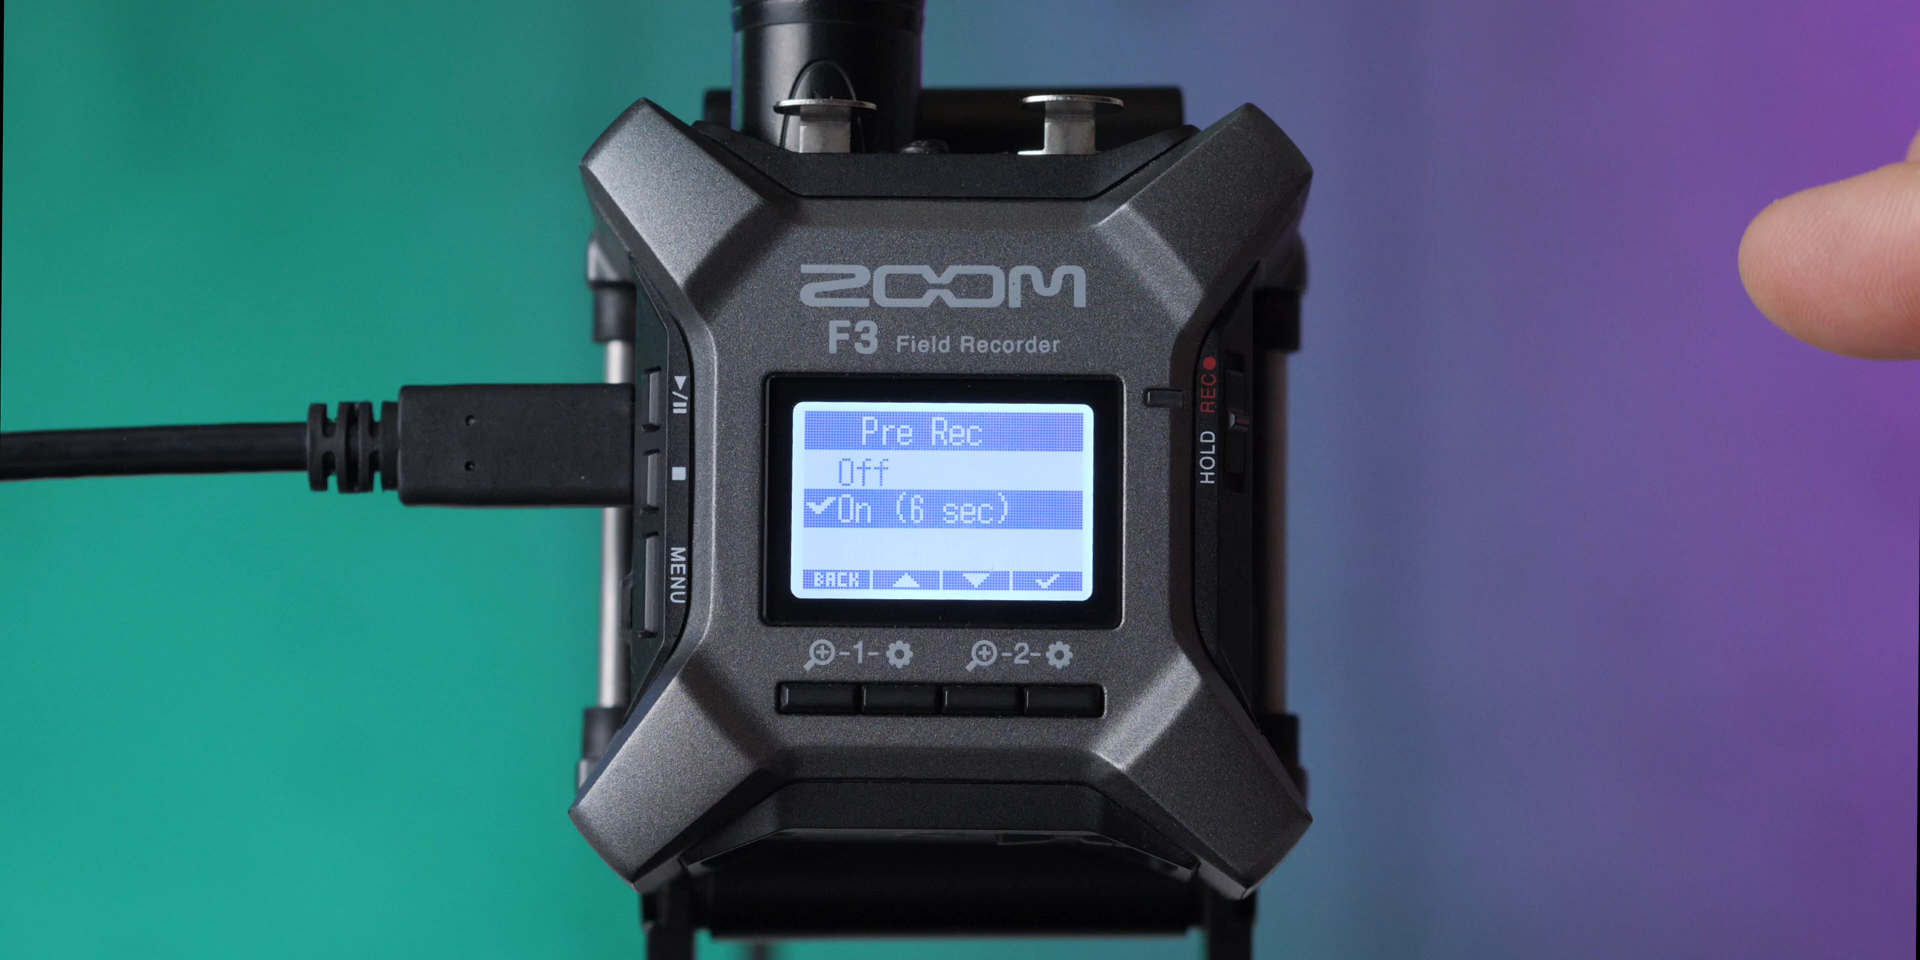 ZOOM
F3 Field Recorder
Pre Rec
Off
On (6 sec)
BACK
-1-
-2-
MENU
REC
HOLD